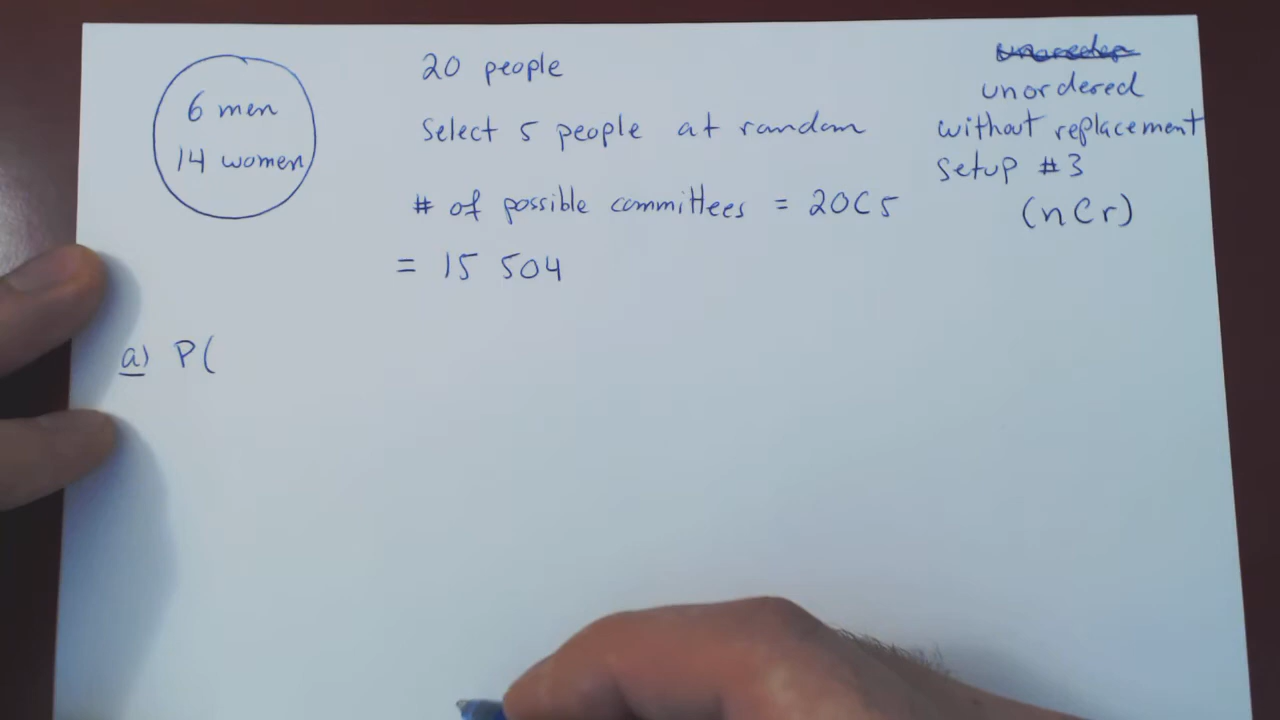 6 men
14 women
20 people
Select 5 people at random
# of possible committees = 20C5
= 15 504
unordered
without replacement
setup #3
(nCr)
a) P(